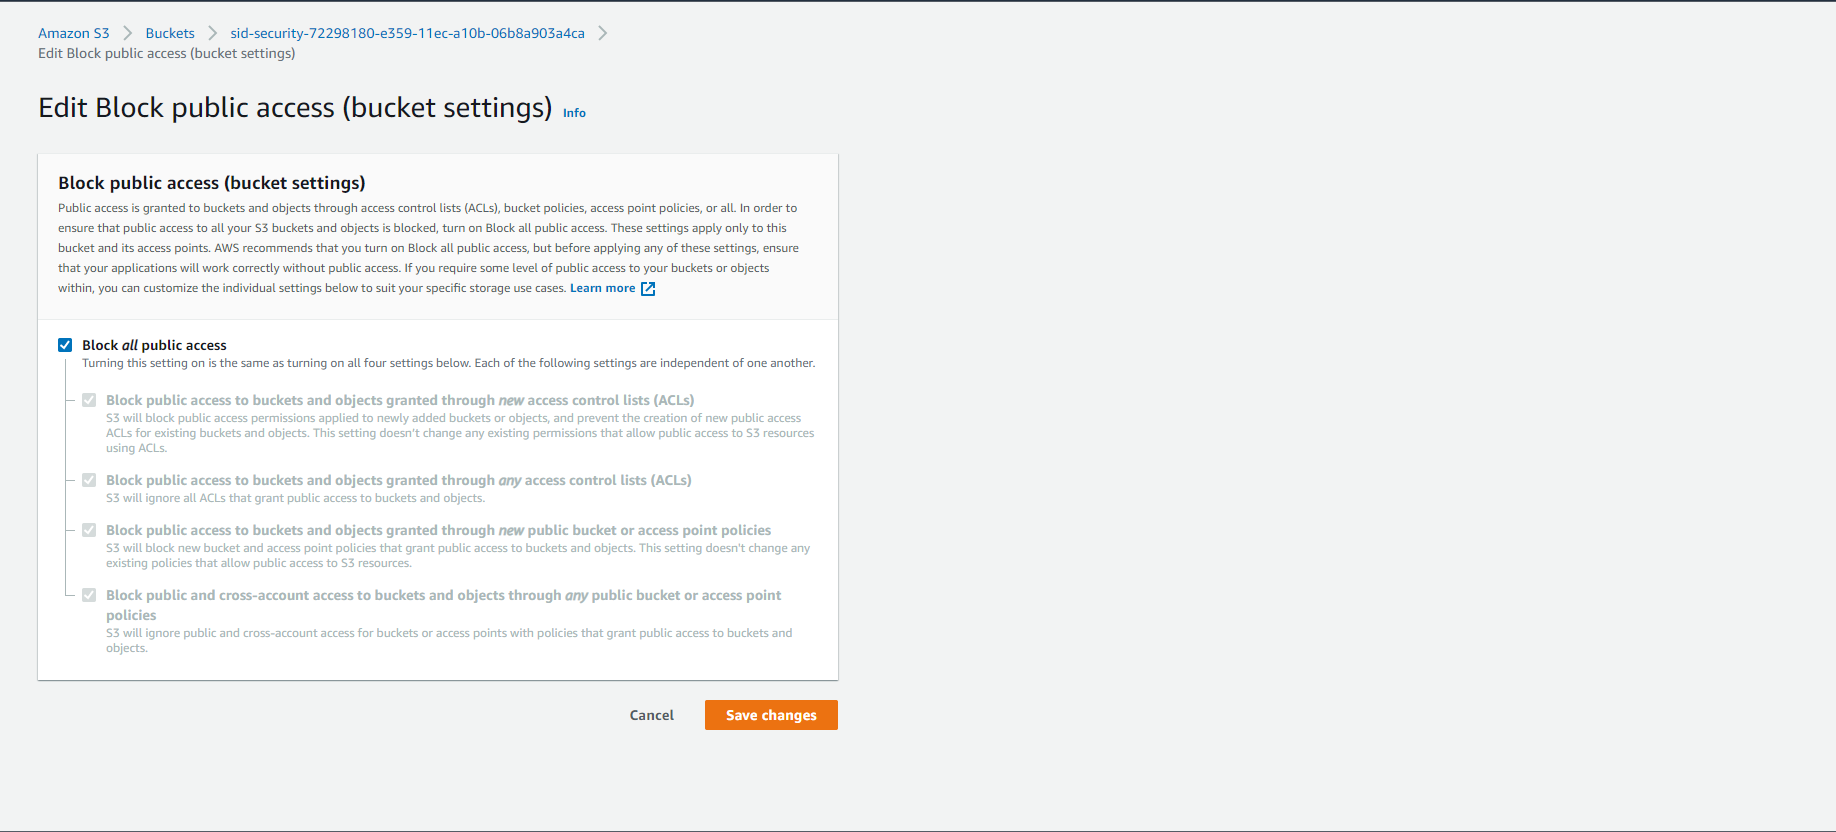 Amazon S3 > Buckets > sid-security-72298180-e359-11ec-a10b-06b8a903a4ca >
Edit Block public access (bucket settings)
Edit Block public access (bucket settings) Info
Block public access (bucket settings)
Public access is granted to buckets and objects through access control lists (ACLs), bucket policies, access point policies, or all. In order to
ensure that public access to all your S3 buckets and objects is blocked, turn on Block all public access. These settings apply only to this
bucket and its access points. AWS recommends that you turn on Block all public access, but before applying any of these settings, ensure
that your applications will work correctly without public access. If you require some level of public access to your buckets or objects
within, you can customize the individual settings below to suit your specific storage use cases. Learn more
Block all public access
Turning this setting on is the same as turning on all four settings below. Each of the following settings are independent of one another.
Block public access to buckets and objects granted through new access control lists (ACLs)
S3 will block public access permissions applied to newly added buckets or objects, and prevent the creation of new public access
ACLs for existing buckets and objects. This setting doesn't change any existing permissions that allow public access to S3 resources
using ACLs.
Block public access to buckets and objects granted through any access control lists (ACLs)
S3 will ignore all ACLs that grant public access to buckets and objects.
Block public access to buckets and objects granted through new public bucket or access point policies
S3 will block new bucket and access point policies that grant public access to buckets and objects. This setting doesn't change any
existing policies that allow public access to S3 resources.
Block public and cross-account access to buckets and objects through any public bucket or access point
policies
S3 will ignore public and cross-account access for buckets or access points with policies that grant public access to buckets and
objects.
Cancel Save changes